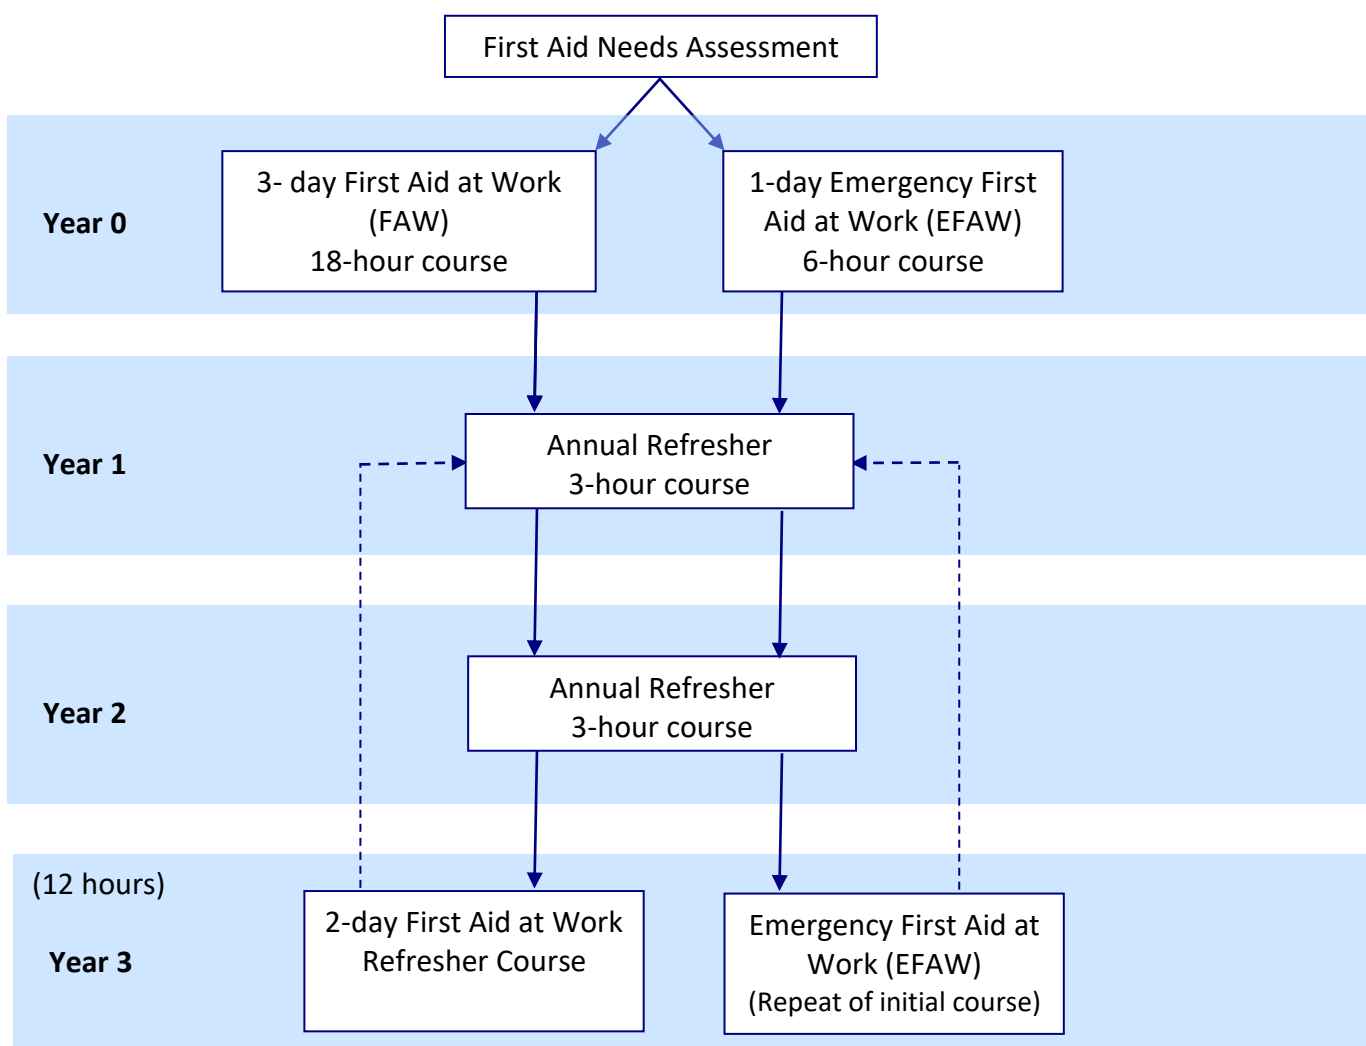 First Aid Needs Assessment
Year 0
3- day First Aid at Work
(FAW)
18-hour course
1-day Emergency First
Aid at Work (EFAW)
6-hour course
Year 1
Annual Refresher
3-hour course
Year 2
Annual Refresher
3-hour course
(12 hours)
Year 3
2-day First Aid at Work
Refresher Course
Emergency First Aid at
Work (EFAW)
(Repeat of initial course)